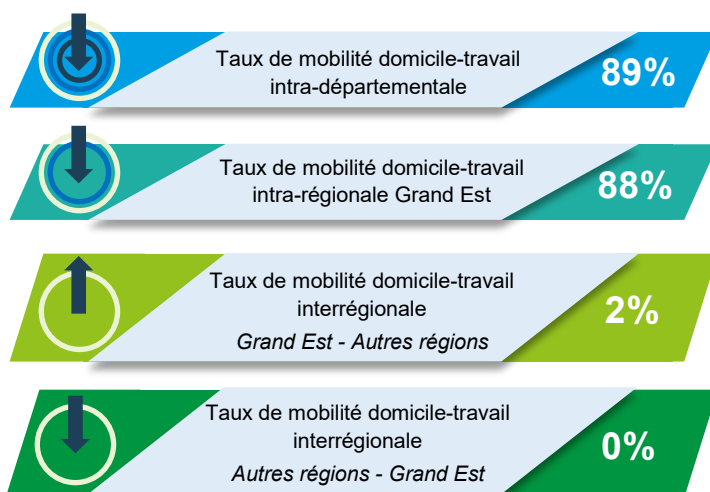 Taux de mobilité domicile-travail
intra-départementale
89%
Taux de mobilité domicile-travail
intra-régionale Grand Est
88%
Taux de mobilité domicile-travail
interrégionale
Grand Est - Autres régions
2%
Taux de mobilité domicile-travail
interrégionale
Autres régions - Grand Est
0%